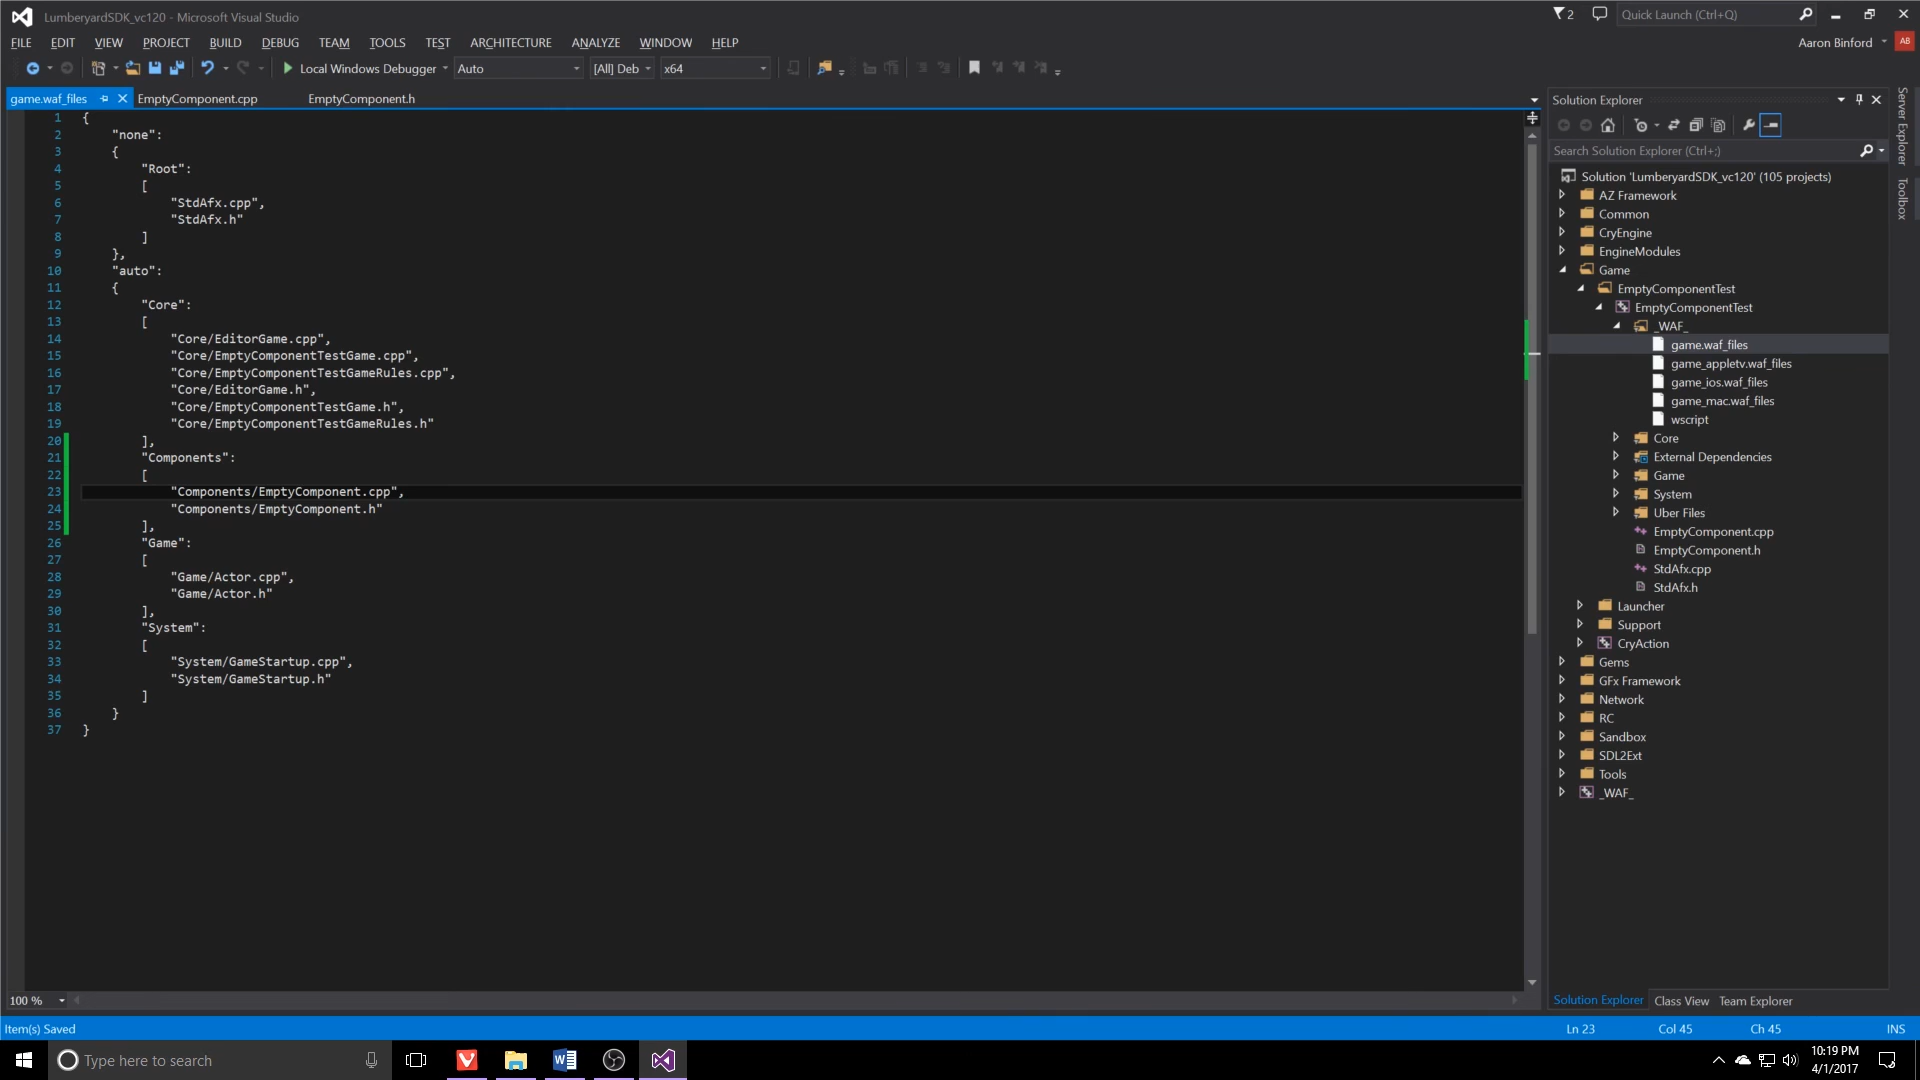 LumberyardSDK_vc120 - Microsoft Visual Studio
2
Quick Launch (Ctrl+Q)
FILE EDIT VIEW PROJECT BUILD DEBUG TEAM TOOLS TEST ARCHITECTURE ANALYZE WINDOW HELP
Aaron Binford
AB
Local Windows Debugger Auto [All] Deb x64
game.waf_files EmptyComponent.cpp EmptyComponent.h
1 {
2 "none":
3 {
4 "Root":
5 [
6 "StdAfx.cpp",
7 "StdAfx.h"
8 ]
9 },
10 "auto":
11 {
12 "Core":
13 [
14 "Core/EditorGame.cpp",
15 "Core/EmptyComponentTestGame.cpp",
16 "Core/EmptyComponentTestGameRules.cpp",
17 "Core/EditorGame.h",
18 "Core/EmptyComponentTestGame.h",
19 "Core/EmptyComponentTestGameRules.h"
20 ],
21 "Components":
22 [
23 "Components/EmptyComponent.cpp",
24 "Components/EmptyComponent.h"
25 ],
26 "Game":
27 [
28 "Game/Actor.cpp",
29 "Game/Actor.h"
30 ],
31 "System":
32 [
33 "System/GameStartup.cpp",
34 "System/GameStartup.h"
35 ]
36 }
37 }
100 %
Solution Explorer
Search Solution Explorer (Ctrl+;)
Solution 'LumberyardSDK_vc120' (105 projects)
AZ Framework
Common
CryEngine
EngineModules
Game
EmptyComponentTest
EmptyComponentTest
_WAF_
game.waf_files
game_appletv.waf_files
game_ios.waf_files
game_mac.waf_files
wscript
Core
External Dependencies
Game
System
Uber Files
EmptyComponent.cpp
EmptyComponent.h
StdAfx.cpp
StdAfx.h
Launcher
Support
CryAction
Gems
GFx Framework
Network
RC
Sandbox
SDL2Ext
Tools
_WAF_
Solution Explorer Class View Team Explorer
Server Explorer
Toolbox
Item(s) Saved
Ln 23 Col 45 Ch 45 INS
Type here to search
10:19 PM
4/1/2017